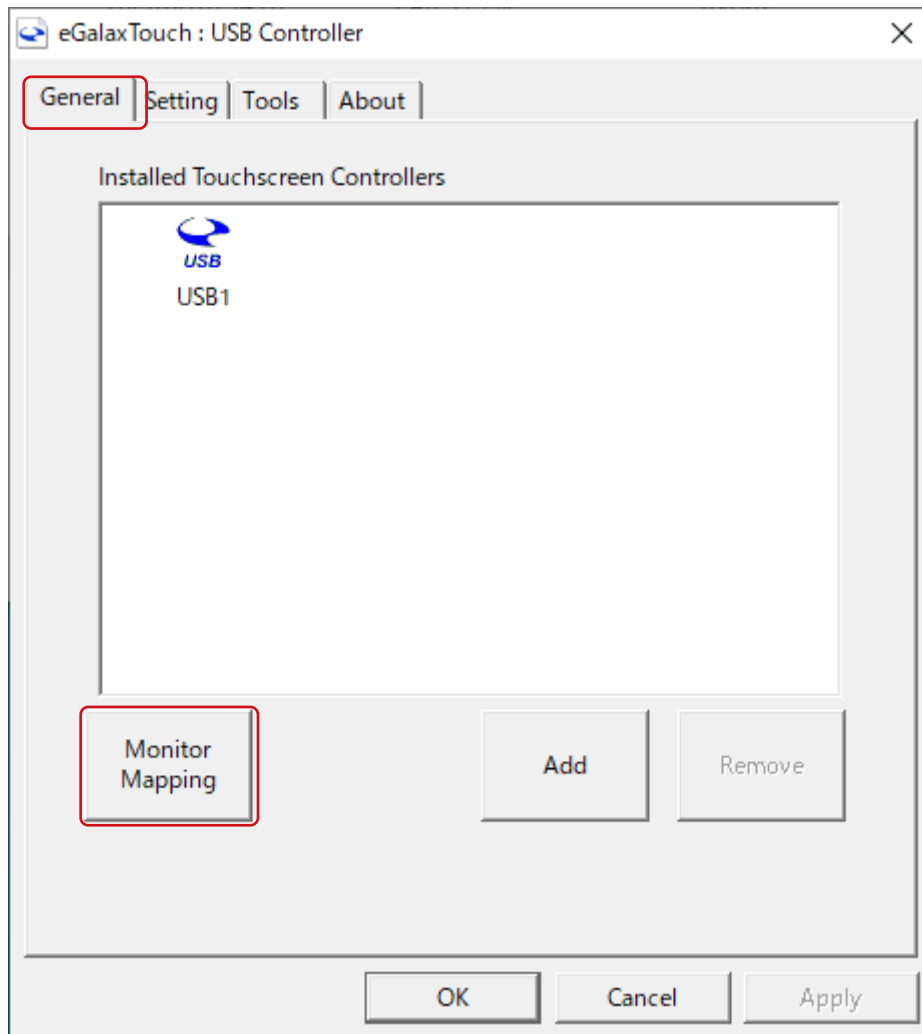 eGalaxTouch : USB Controller
General Setting Tools About
Installed Touchscreen Controllers
USB
USB1
Monitor
Mapping
Add
Remove
OK
Cancel
Apply